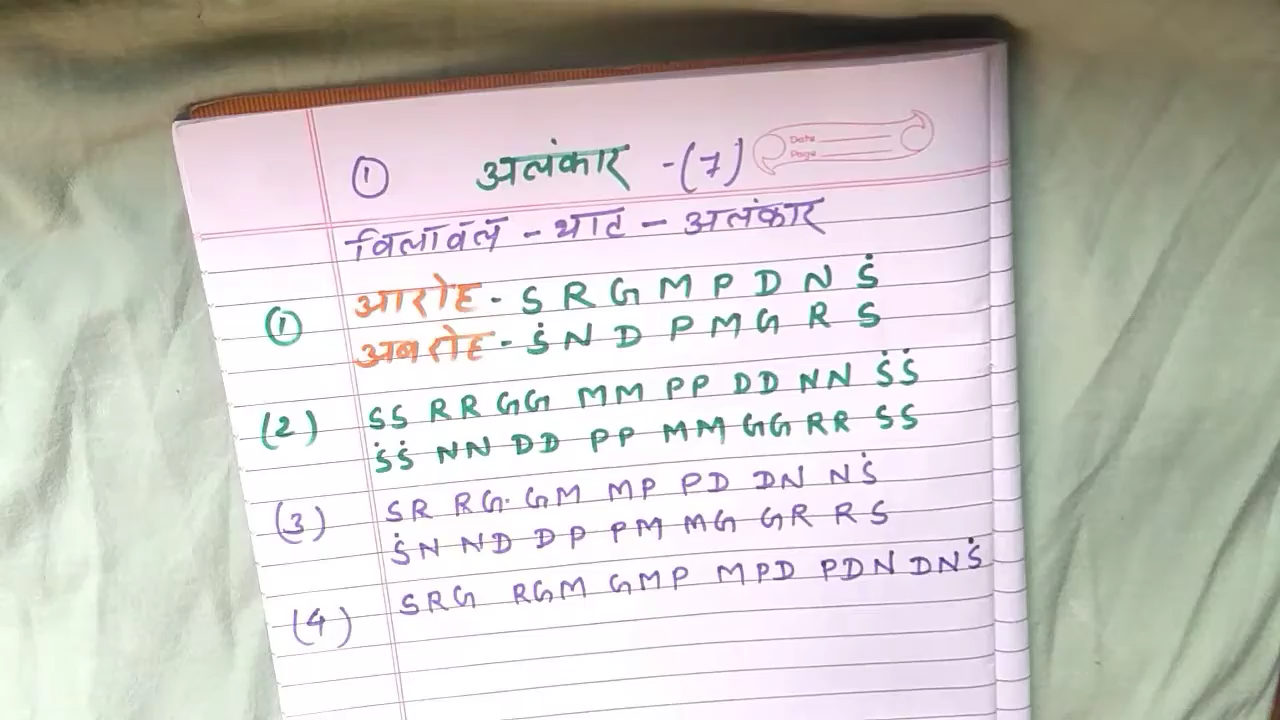 ① अलंकार -(7)
Date
Page
विलावल - थाट - अलंकार
① आरोह - S R G M P D N Ṡ
अवरोह - Ṡ N D P M G R S
(2) SS RR GG MM PP DD NN ṠṠ
ṠṠ NN DD PP MM GG RR SS
(3) SR RG. GM MP PD DN NṠ
ṠN ND DP PM MG GR RS
(4) SRG RGM GMP MPD PDN DNṠ